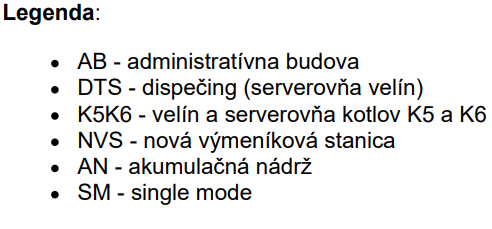 Legenda:
• AB - administratívna budova
• DTS - dispečing (serverovňa velín)
• K5K6 - velín a serverovňa kotlov K5 a K6
• NVS - nová výmeníková stanica
• AN - akumulačná nádrž
• SM - single mode